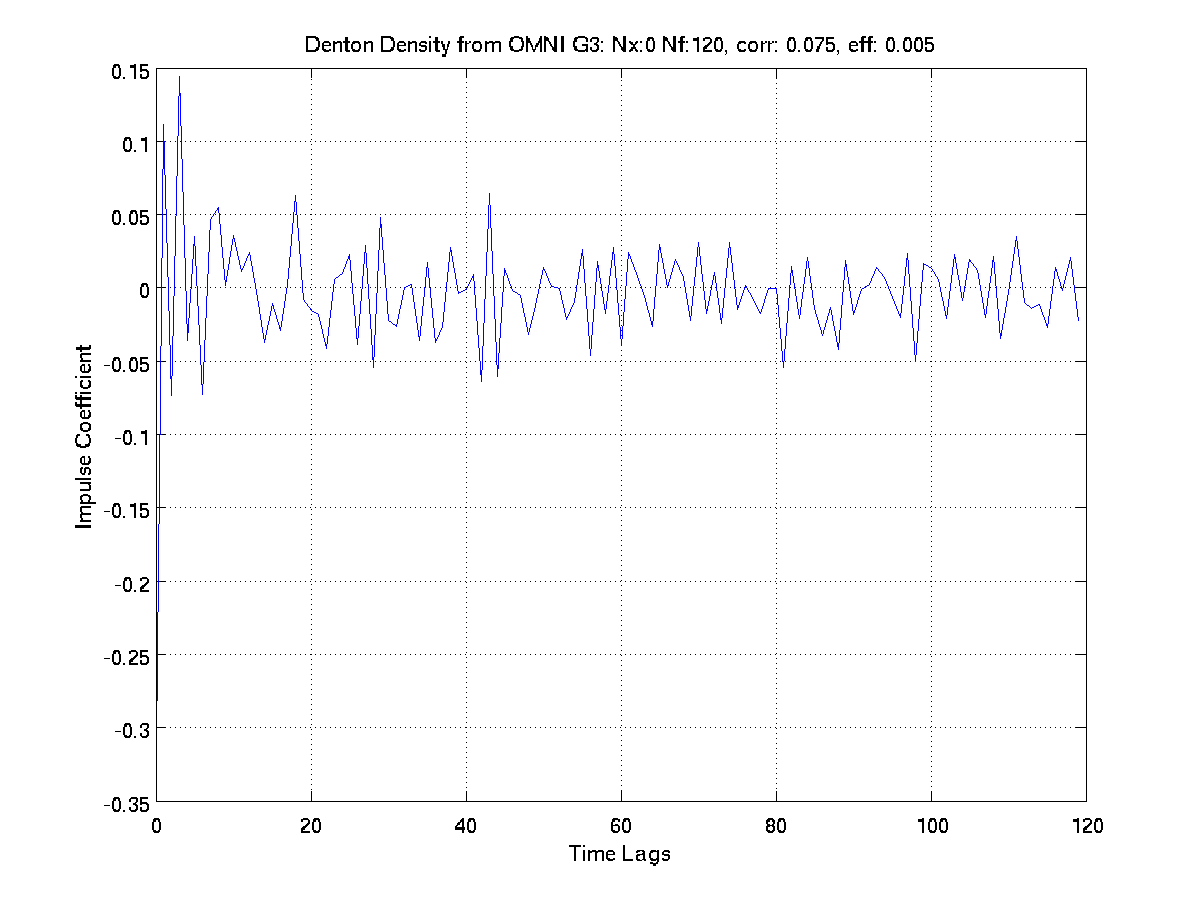 Denton Density from OMNI G3: Nx:0 Nf:120, corr: 0.075, eff: 0.005
0.15
0.1
0.05
0
-0.05
-0.1
-0.15
-0.2
-0.25
-0.3
-0.35
Impulse Coefficient
0 20 40 60 80 100 120
Time Lags